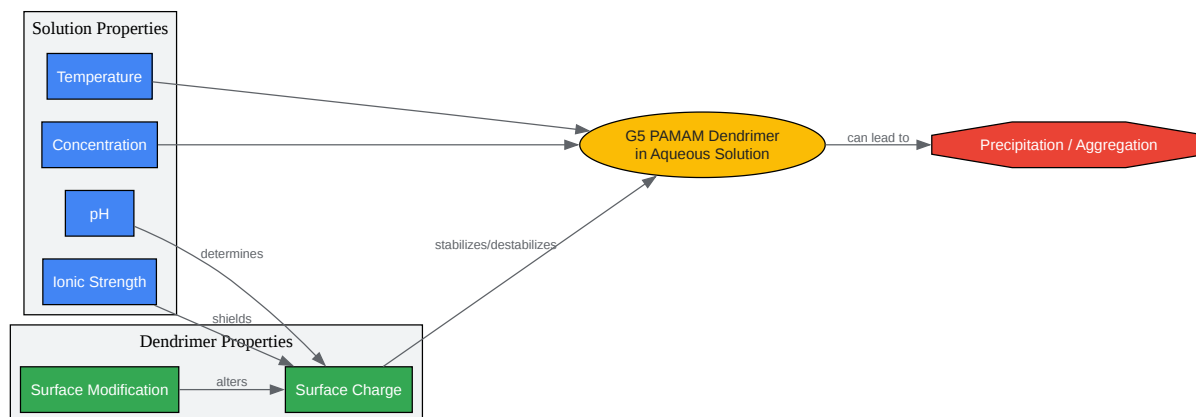 Solution Properties
Temperature
Concentration
pH
Ionic Strength
determines
shields
Dendrimer Properties
Surface Modification
alters
Surface Charge
stabilizes/destabilizes
G5 PAMAM Dendrimer
in Aqueous Solution
can lead to
Precipitation / Aggregation